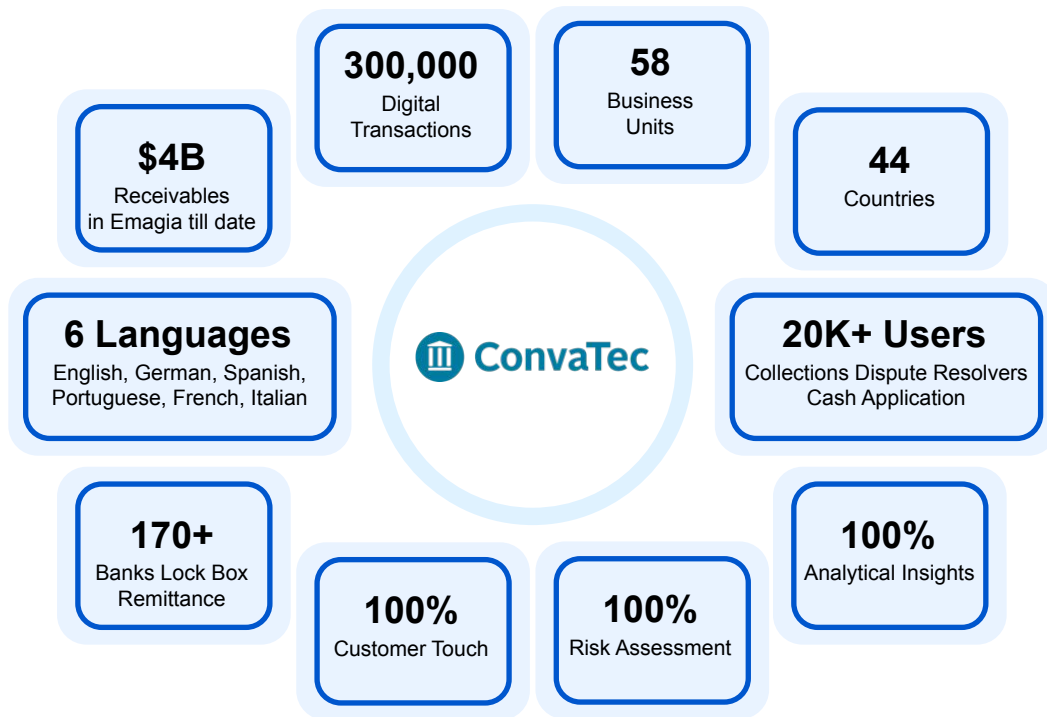 300,000
Digital
Transactions
58
Business
Units
$4B
Receivables
in Emagia till date
44
Countries
6 Languages
English, German, Spanish,
Portuguese, French, Italian
ConvaTec
20K+ Users
Collections Dispute Resolvers
Cash Application
170+
Banks Lock Box
Remittance
100%
Customer Touch
100%
Risk Assessment
100%
Analytical Insights